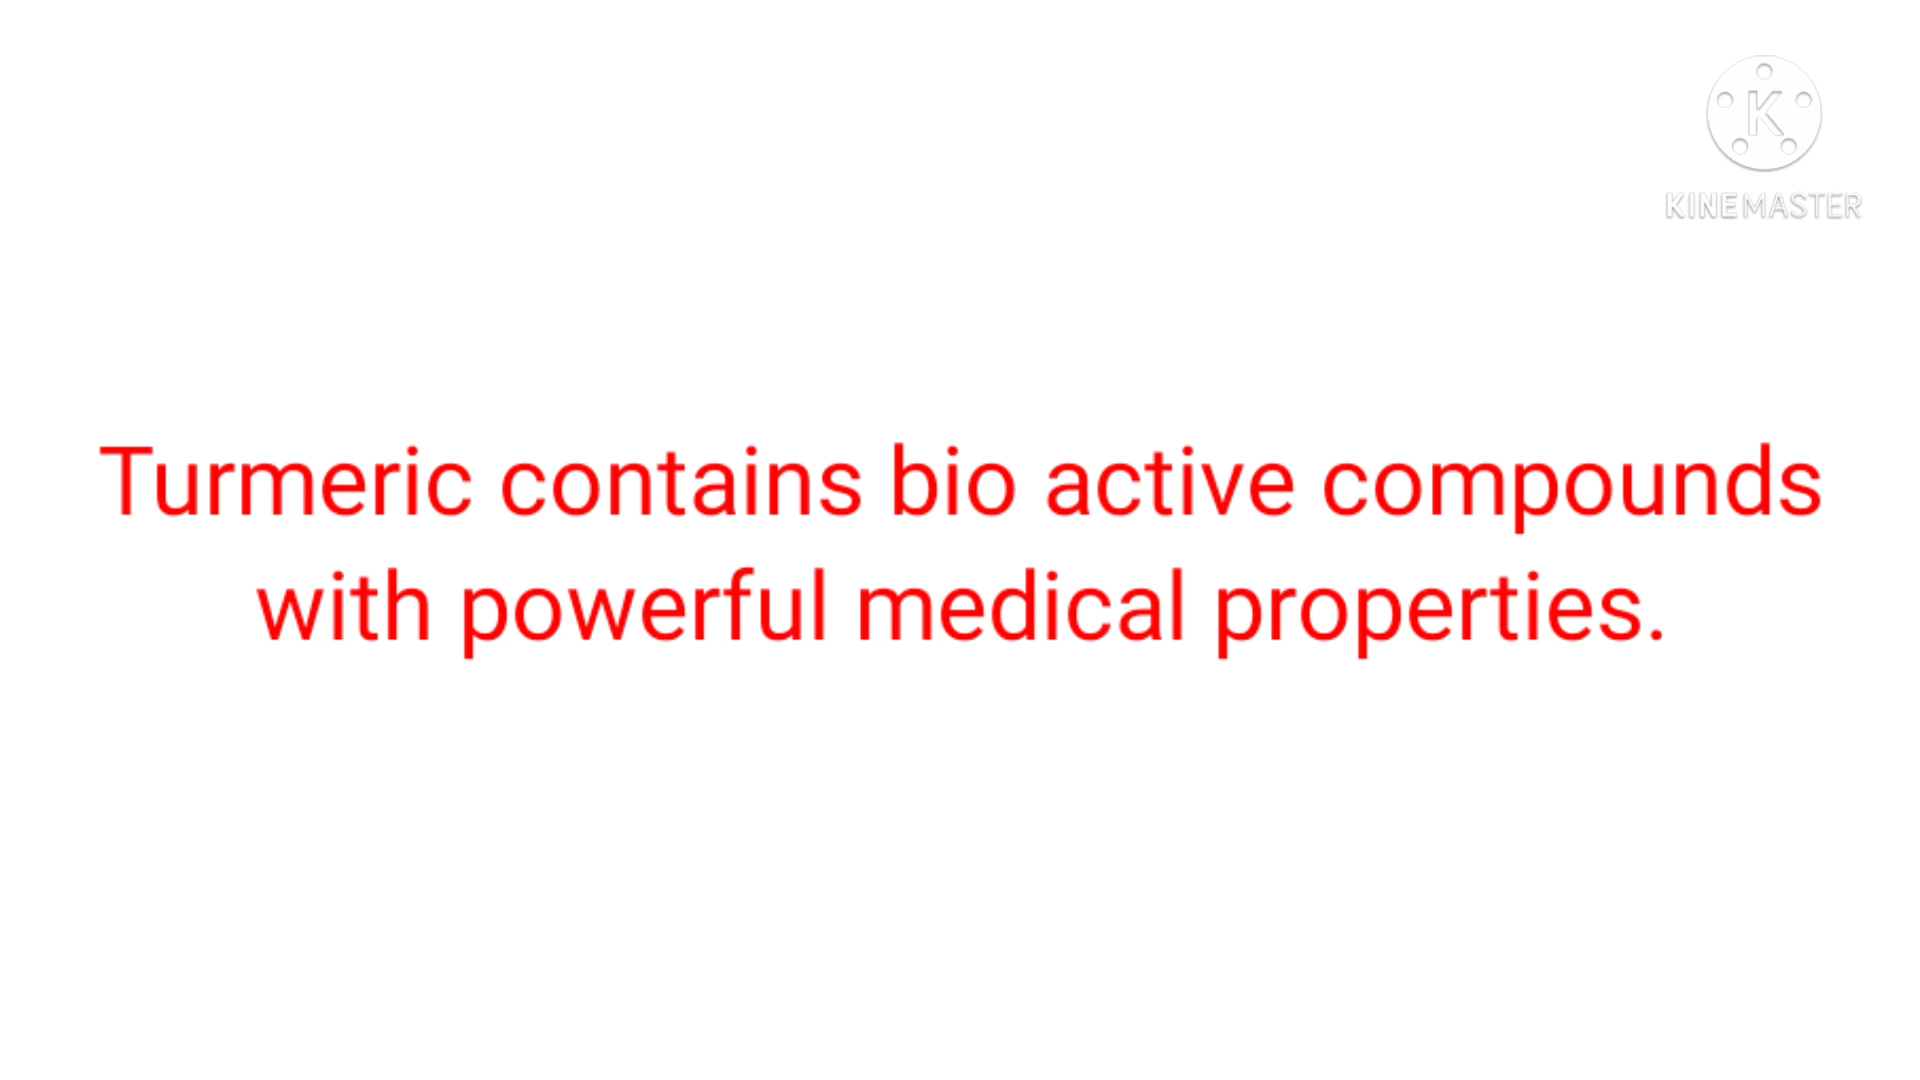 K
KINEMASTER
Turmeric contains bio active compounds
with powerful medical properties.